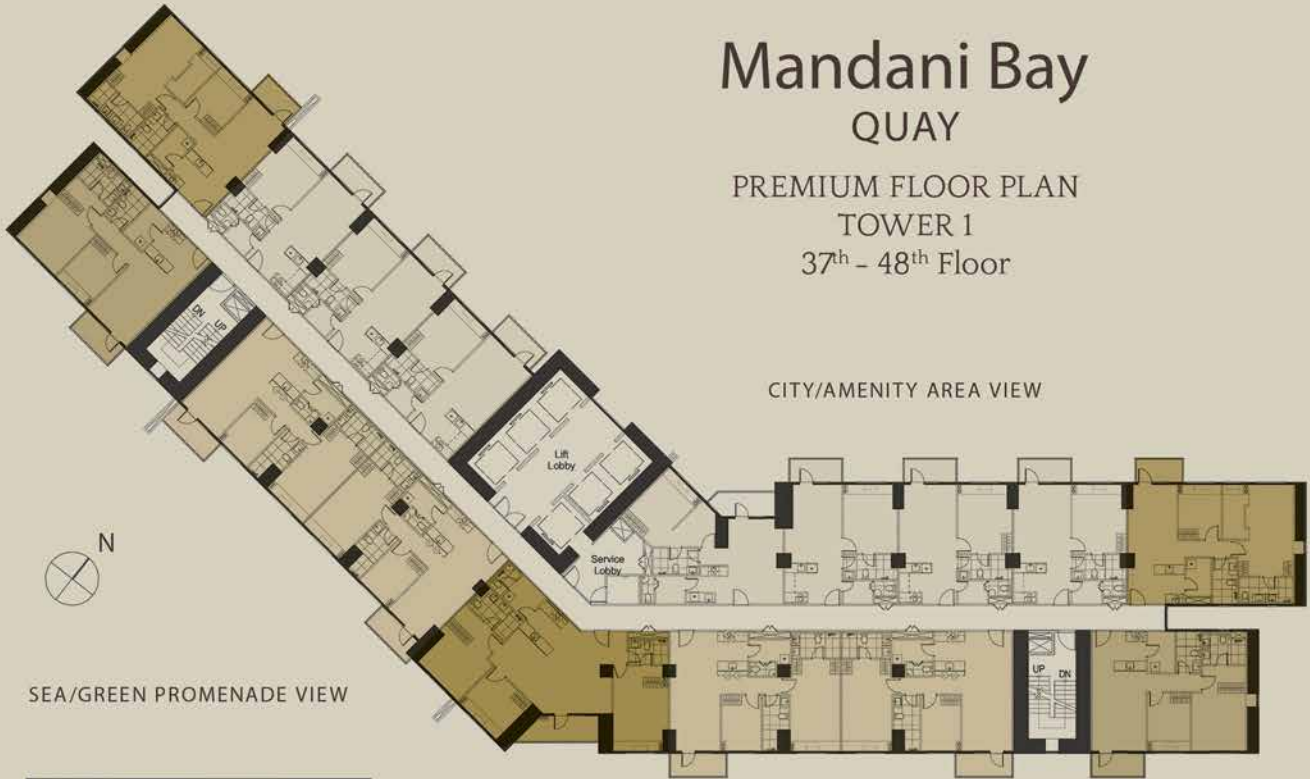 Mandani Bay
QUAY
PREMIUM FLOOR PLAN
TOWER 1
37th - 48th Floor
CITY/AMENITY AREA VIEW
DN
UP
Lift
Lobby
Service
Lobby
N
UP
DN
SEA/GREEN PROMENADE VIEW